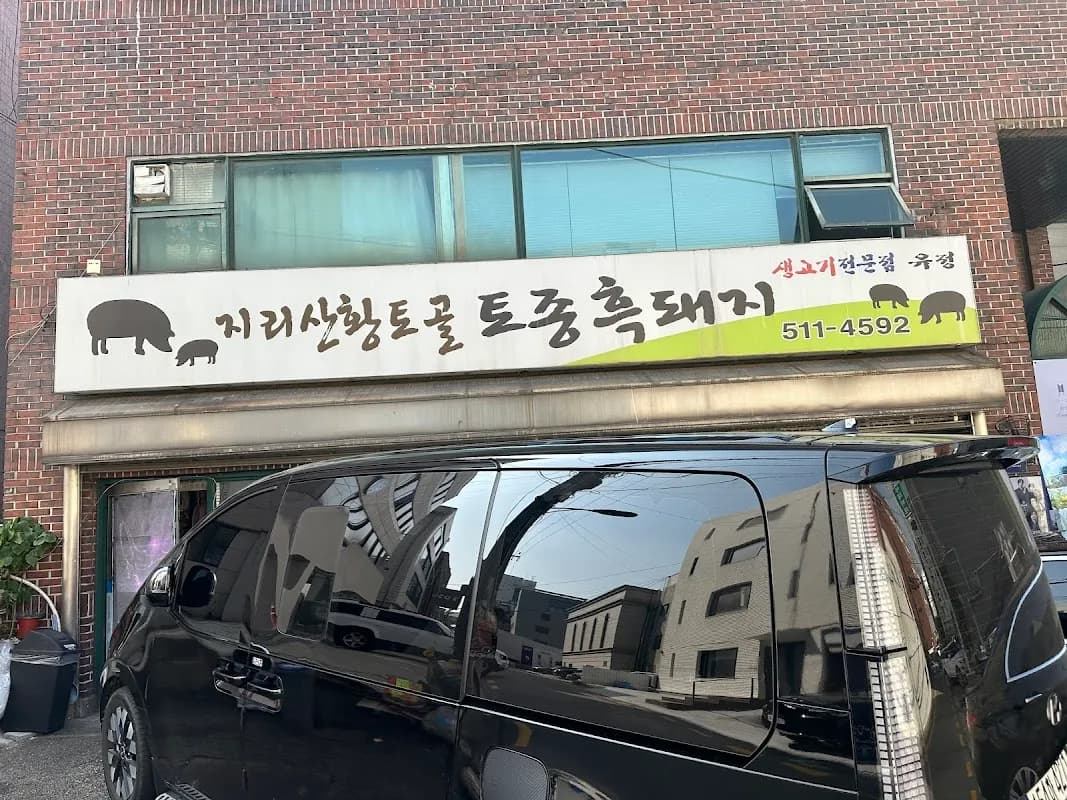 생고기전문점 유정
지리산황토골 토종흑돼지
511-4592